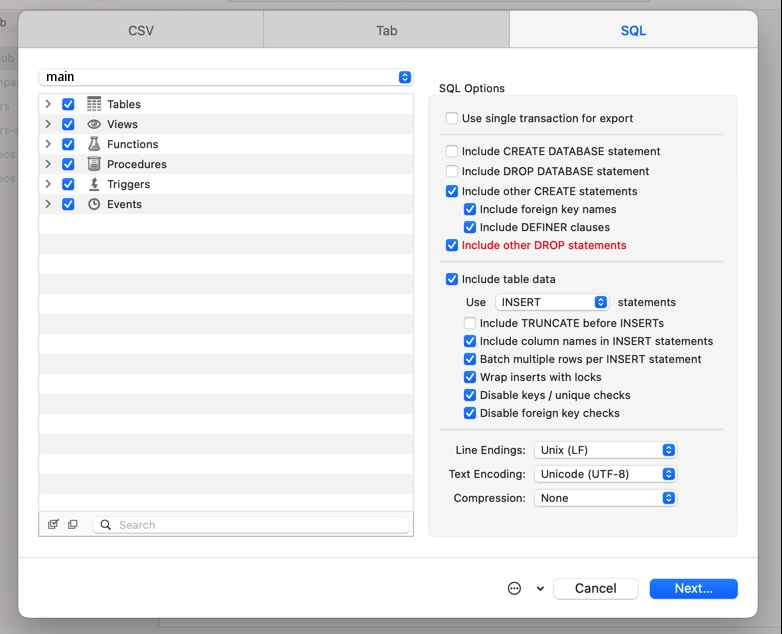 CSV
Tab
SQL
main
Tables
Views
Functions
Procedures
Triggers
Events
Search
SQL Options
Use single transaction for export
Include CREATE DATABASE statement
Include DROP DATABASE statement
Include other CREATE statements
Include foreign key names
Include DEFINER clauses
Include other DROP statements
Include table data
Use INSERT statements
Include TRUNCATE before INSERTs
Include column names in INSERT statements
Batch multiple rows per INSERT statement
Wrap inserts with locks
Disable keys / unique checks
Disable foreign key checks
Line Endings: Unix (LF)
Text Encoding: Unicode (UTF-8)
Compression: None
Cancel
Next...